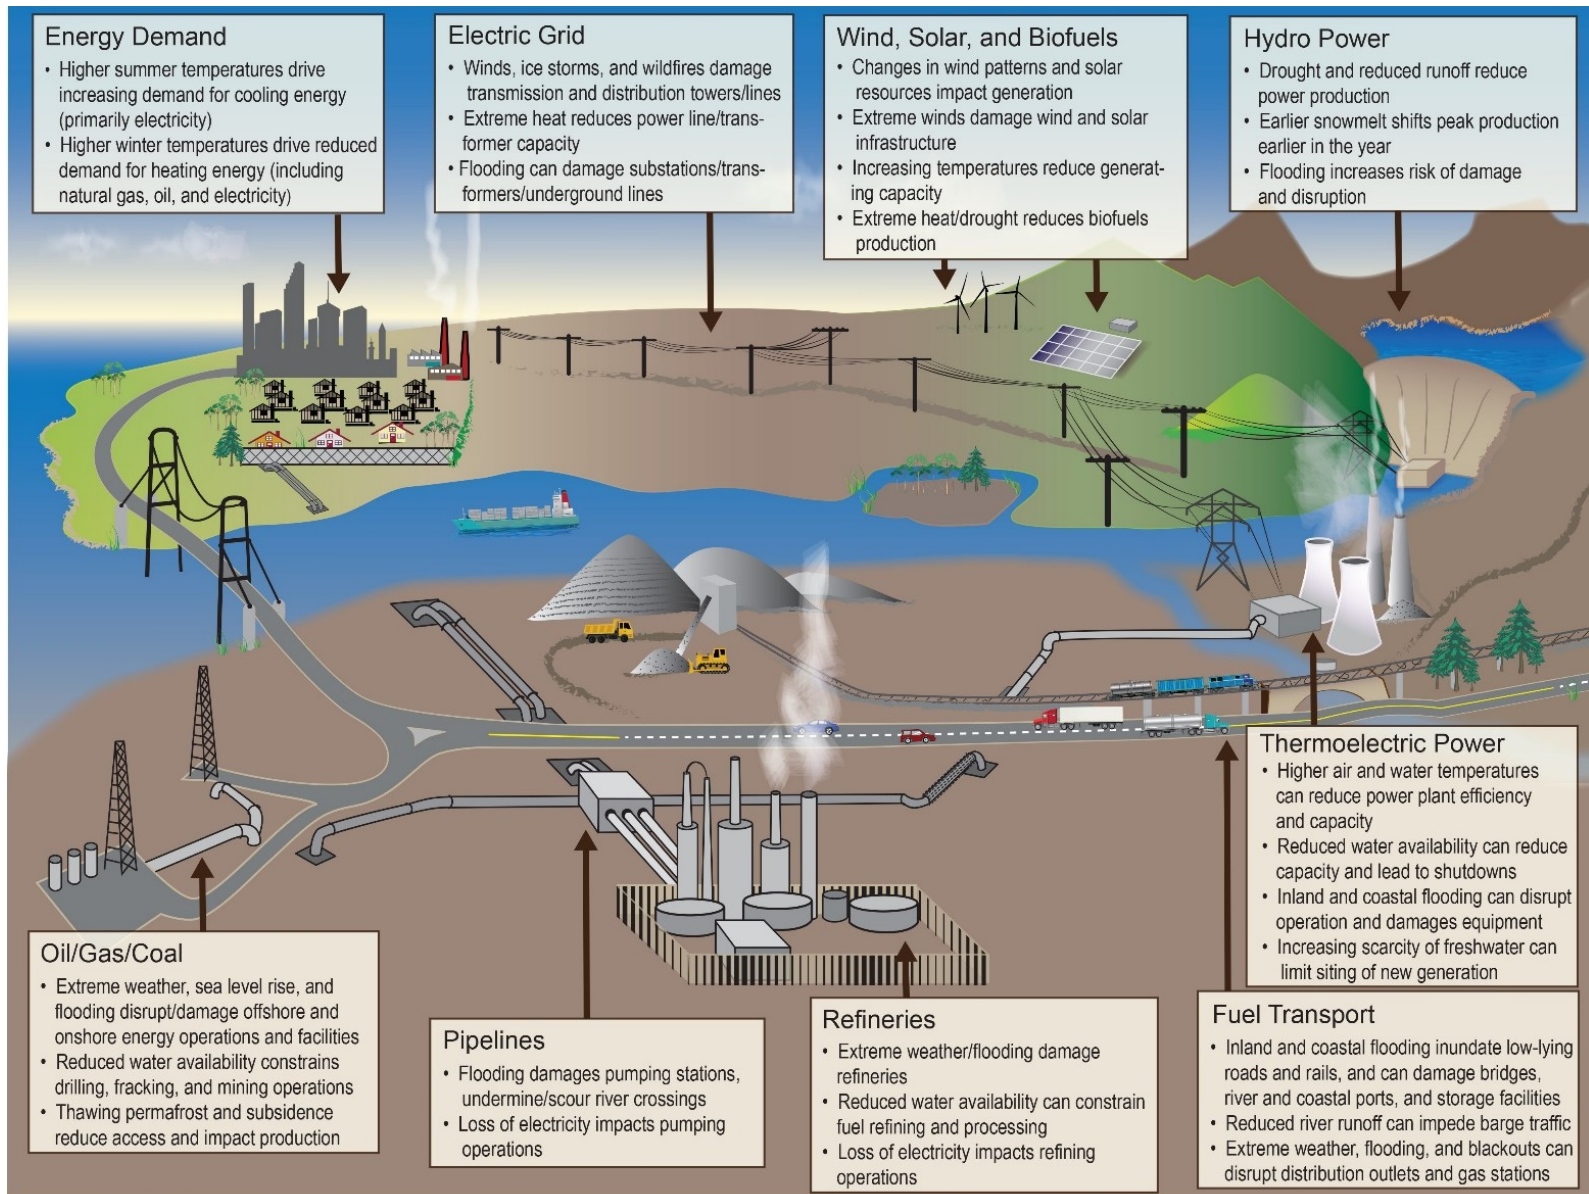 Energy Demand
• Higher summer temperatures drive
increasing demand for cooling energy
(primarily electricity)
• Higher winter temperatures drive reduced
demand for heating energy (including
natural gas, oil, and electricity)
Electric Grid
• Winds, ice storms, and wildfires damage
transmission and distribution towers/lines
• Extreme heat reduces power line/trans-
former capacity
• Flooding can damage substations/trans-
formers/underground lines
Wind, Solar, and Biofuels
• Changes in wind patterns and solar
resources impact generation
• Extreme winds damage wind and solar
infrastructure
• Increasing temperatures reduce generat-
ing capacity
• Extreme heat/drought reduces biofuels
production
Hydro Power
• Drought and reduced runoff reduce
power production
• Earlier snowmelt shifts peak production
earlier in the year
• Flooding increases risk of damage
and disruption
Thermoelectric Power
• Higher air and water temperatures
can reduce power plant efficiency
and capacity
• Reduced water availability can reduce
capacity and lead to shutdowns
• Inland and coastal flooding can disrupt
operation and damages equipment
• Increasing scarcity of freshwater can
limit siting of new generation
Oil/Gas/Coal
• Extreme weather, sea level rise, and
flooding disrupt/damage offshore and
onshore energy operations and facilities
• Reduced water availability constrains
drilling, fracking, and mining operations
• Thawing permafrost and subsidence
reduce access and impact production
Pipelines
• Flooding damages pumping stations,
undermine/scour river crossings
• Loss of electricity impacts pumping
operations
Refineries
• Extreme weather/flooding damage
refineries
• Reduced water availability can constrain
fuel refining and processing
• Loss of electricity impacts refining
operations
Fuel Transport
• Inland and coastal flooding inundate low-lying
roads and rails, and can damage bridges,
river and coastal ports, and storage facilities
• Reduced river runoff can impede barge traffic
• Extreme weather, flooding, and blackouts can
disrupt distribution outlets and gas stations